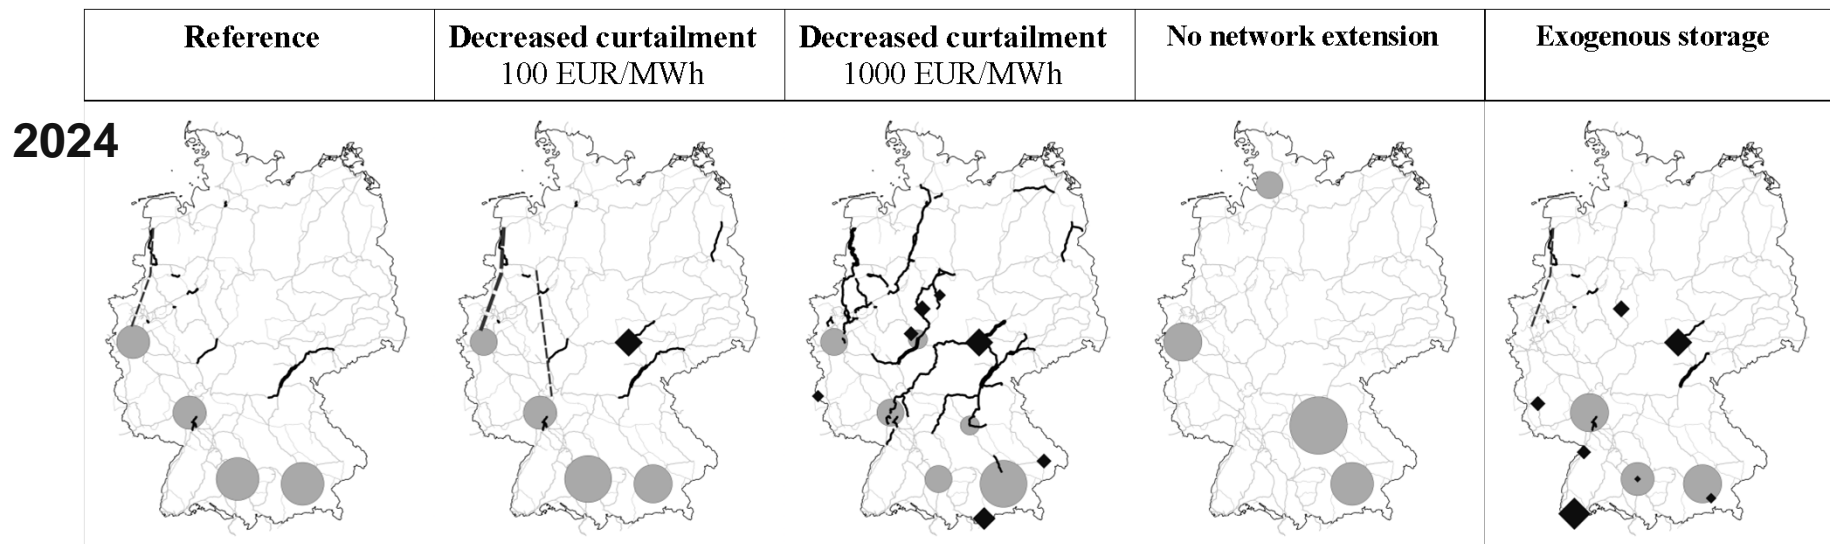 Reference
Decreased curtailment
100 EUR/MWh
Decreased curtailment
1000 EUR/MWh
No network extension
Exogenous storage
2024